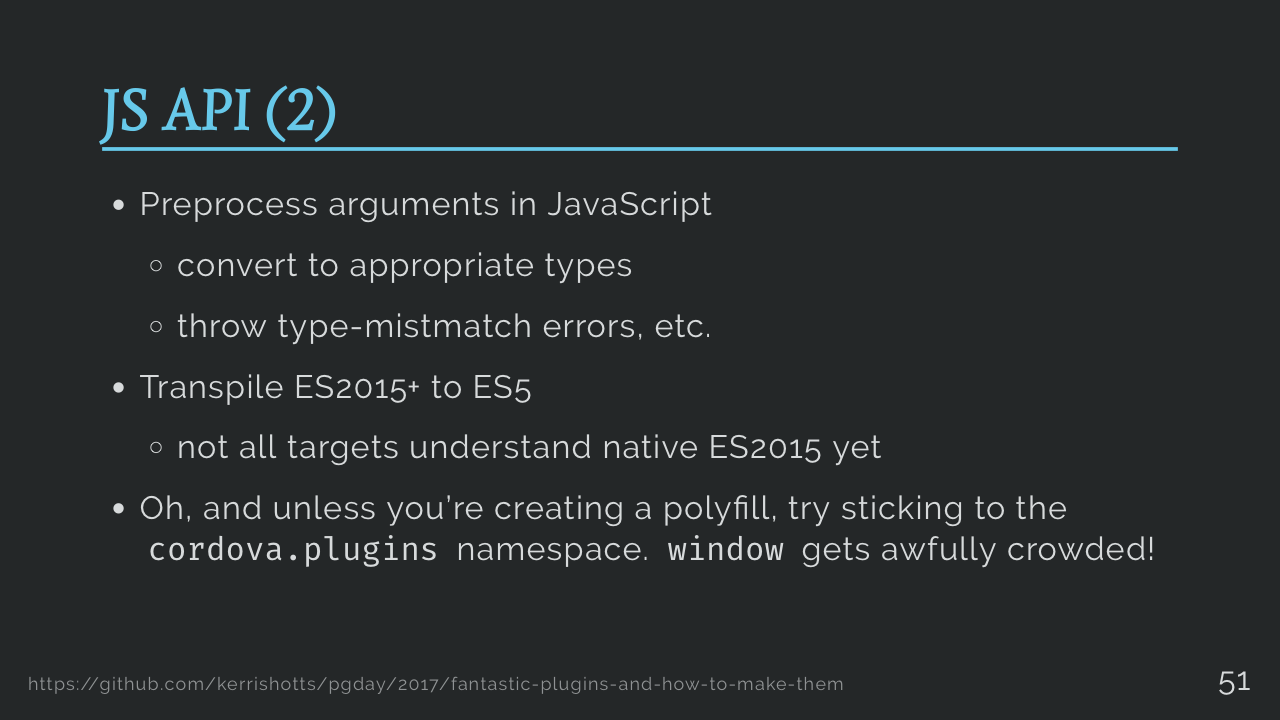 JS API (2)
• Preprocess arguments in JavaScript
◦ convert to appropriate types
◦ throw type-mistmatch errors, etc.
• Transpile ES2015+ to ES5
◦ not all targets understand native ES2015 yet
• Oh, and unless you’re creating a polyfill, try sticking to the
cordova.plugins namespace. window gets awfully crowded!
https://github.com/kerrishotts/pgday/2017/fantastic-plugins-and-how-to-make-them
51